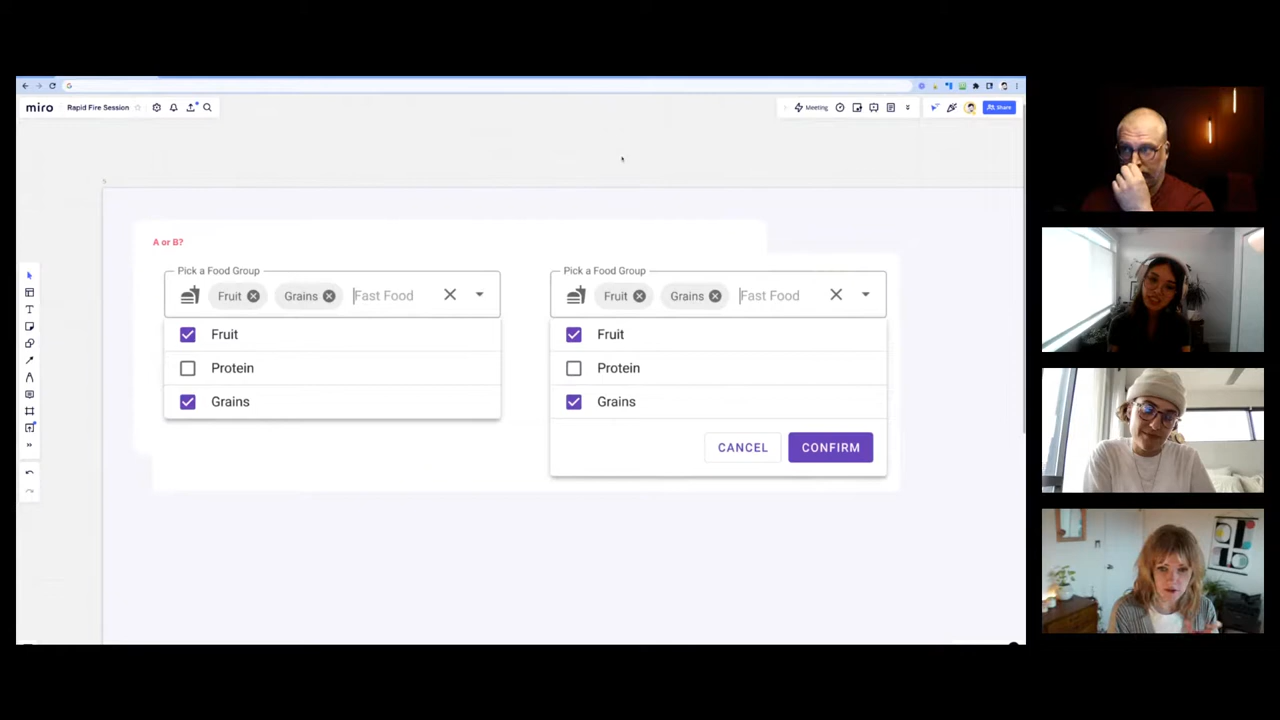 miro
Rapid Fire Session
Meeting
Share
A or B?
Pick a Food Group
Fruit
Grains
Fast Food
Fruit
Protein
Grains
Pick a Food Group
Fruit
Grains
Fast Food
Fruit
Protein
Grains
CANCEL
CONFIRM